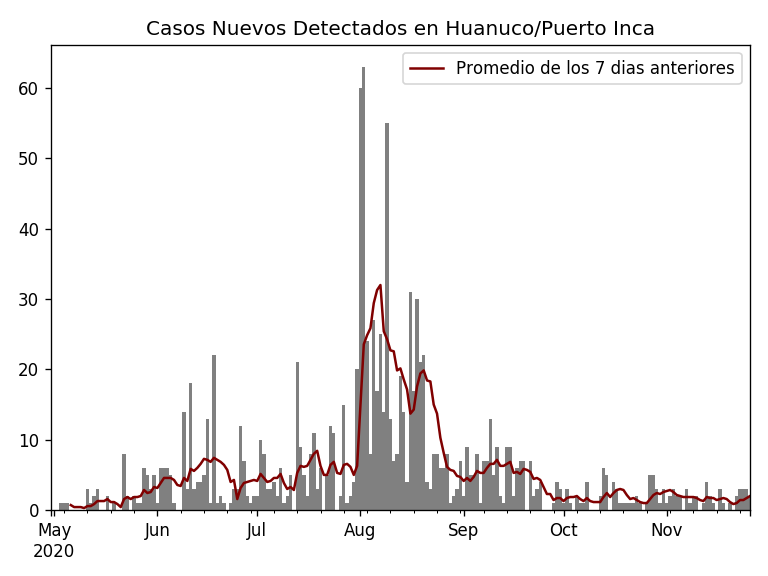 Casos Nuevos Detectados en Huanuco/Puerto Inca
Promedio de los 7 dias anteriores
60
50
40
30
20
10
0
May Jun Jul Aug Sep Oct Nov
2020